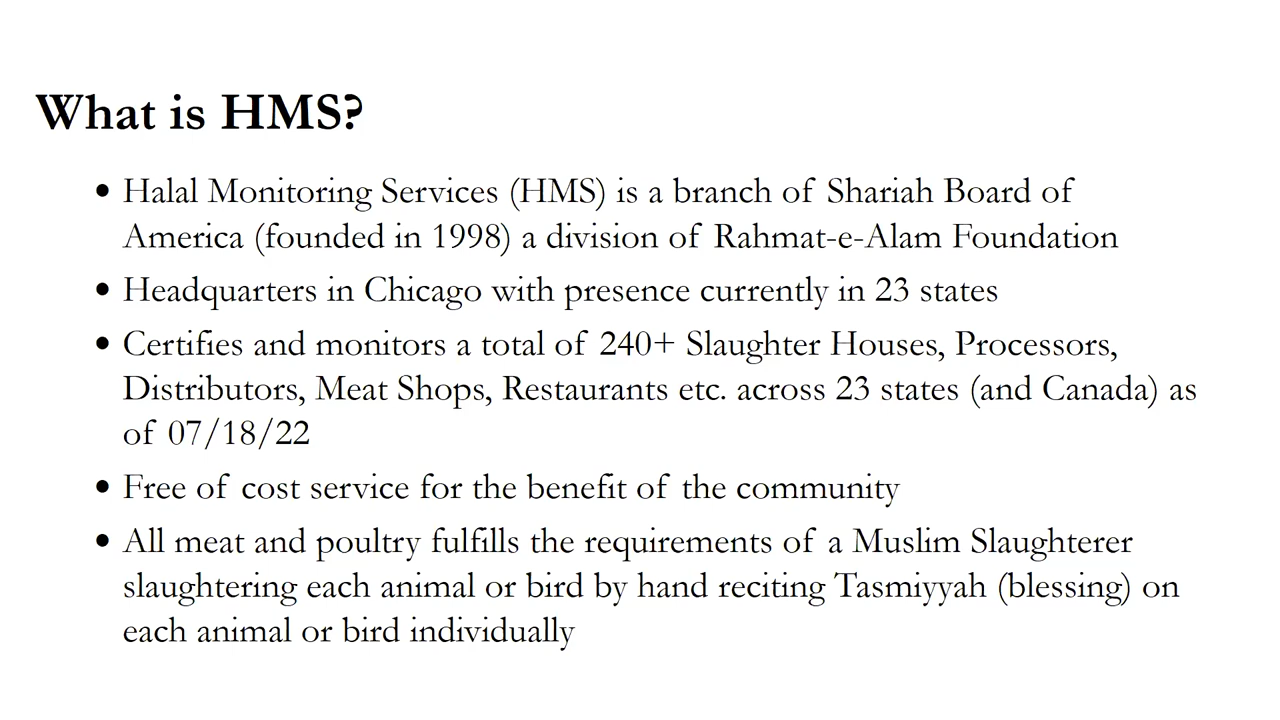 What is HMS?
• Halal Monitoring Services (HMS) is a branch of Shariah Board of
America (founded in 1998) a division of Rahmat-e-Alam Foundation
• Headquarters in Chicago with presence currently in 23 states
• Certifies and monitors a total of 240+ Slaughter Houses, Processors,
Distributors, Meat Shops, Restaurants etc. across 23 states (and Canada) as
of 07/18/22
• Free of cost service for the benefit of the community
• All meat and poultry fulfills the requirements of a Muslim Slaughterer
slaughtering each animal or bird by hand reciting Tasmiyyah (blessing) on
each animal or bird individually